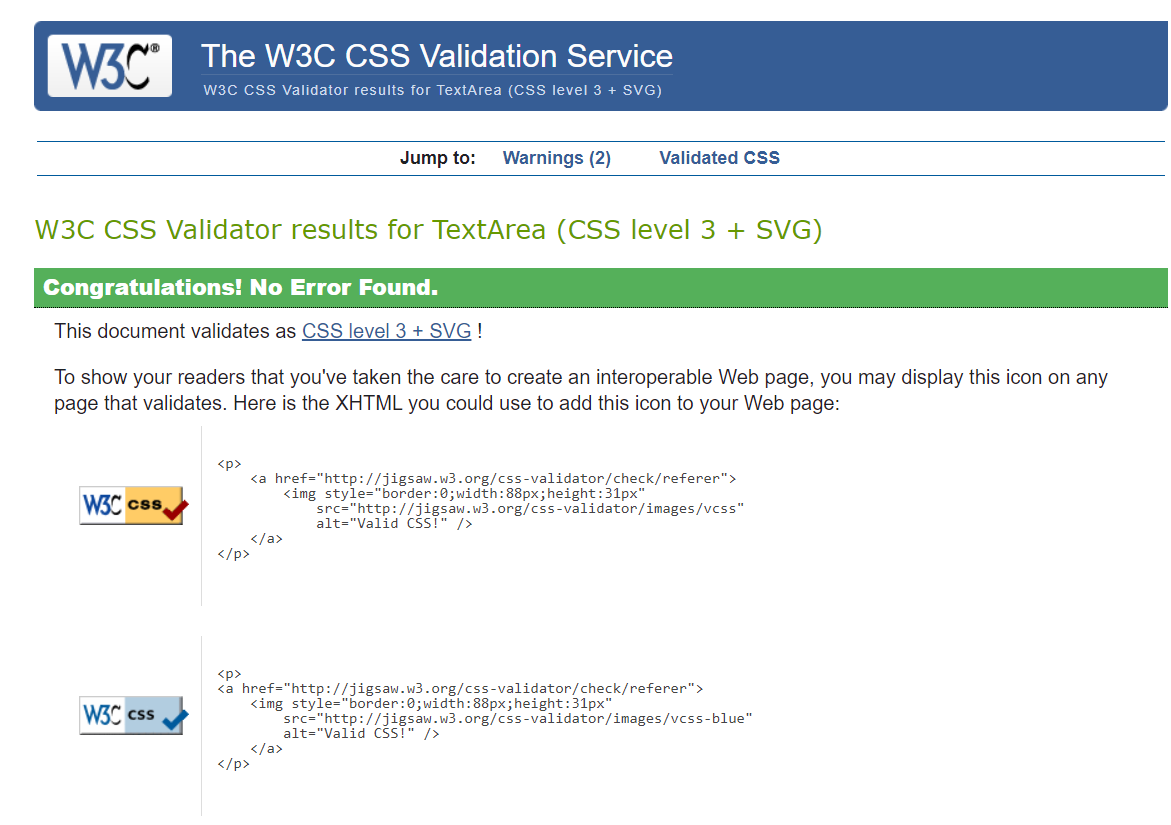 W3C®
The W3C CSS Validation Service
W3C CSS Validator results for TextArea (CSS level 3 + SVG)
Jump to: Warnings (2) Validated CSS
W3C CSS Validator results for TextArea (CSS level 3 + SVG)
Congratulations! No Error Found.
This document validates as CSS level 3 + SVG !
To show your readers that you've taken the care to create an interoperable Web page, you may display this icon on any
page that validates. Here is the XHTML you could use to add this icon to your Web page:
W3C css
<p>
<a href="http://jigsaw.w3.org/css-validator/check/referer">
<img style="border:0;width:88px;height:31px"
src="http://jigsaw.w3.org/css-validator/images/vcss"
alt="Valid CSS!" />
</a>
</p>
W3C css
<p>
<a href="http://jigsaw.w3.org/css-validator/check/referer">
<img style="border:0;width:88px;height:31px"
src="http://jigsaw.w3.org/css-validator/images/vcss-blue"
alt="Valid CSS!" />
</a>
</p>